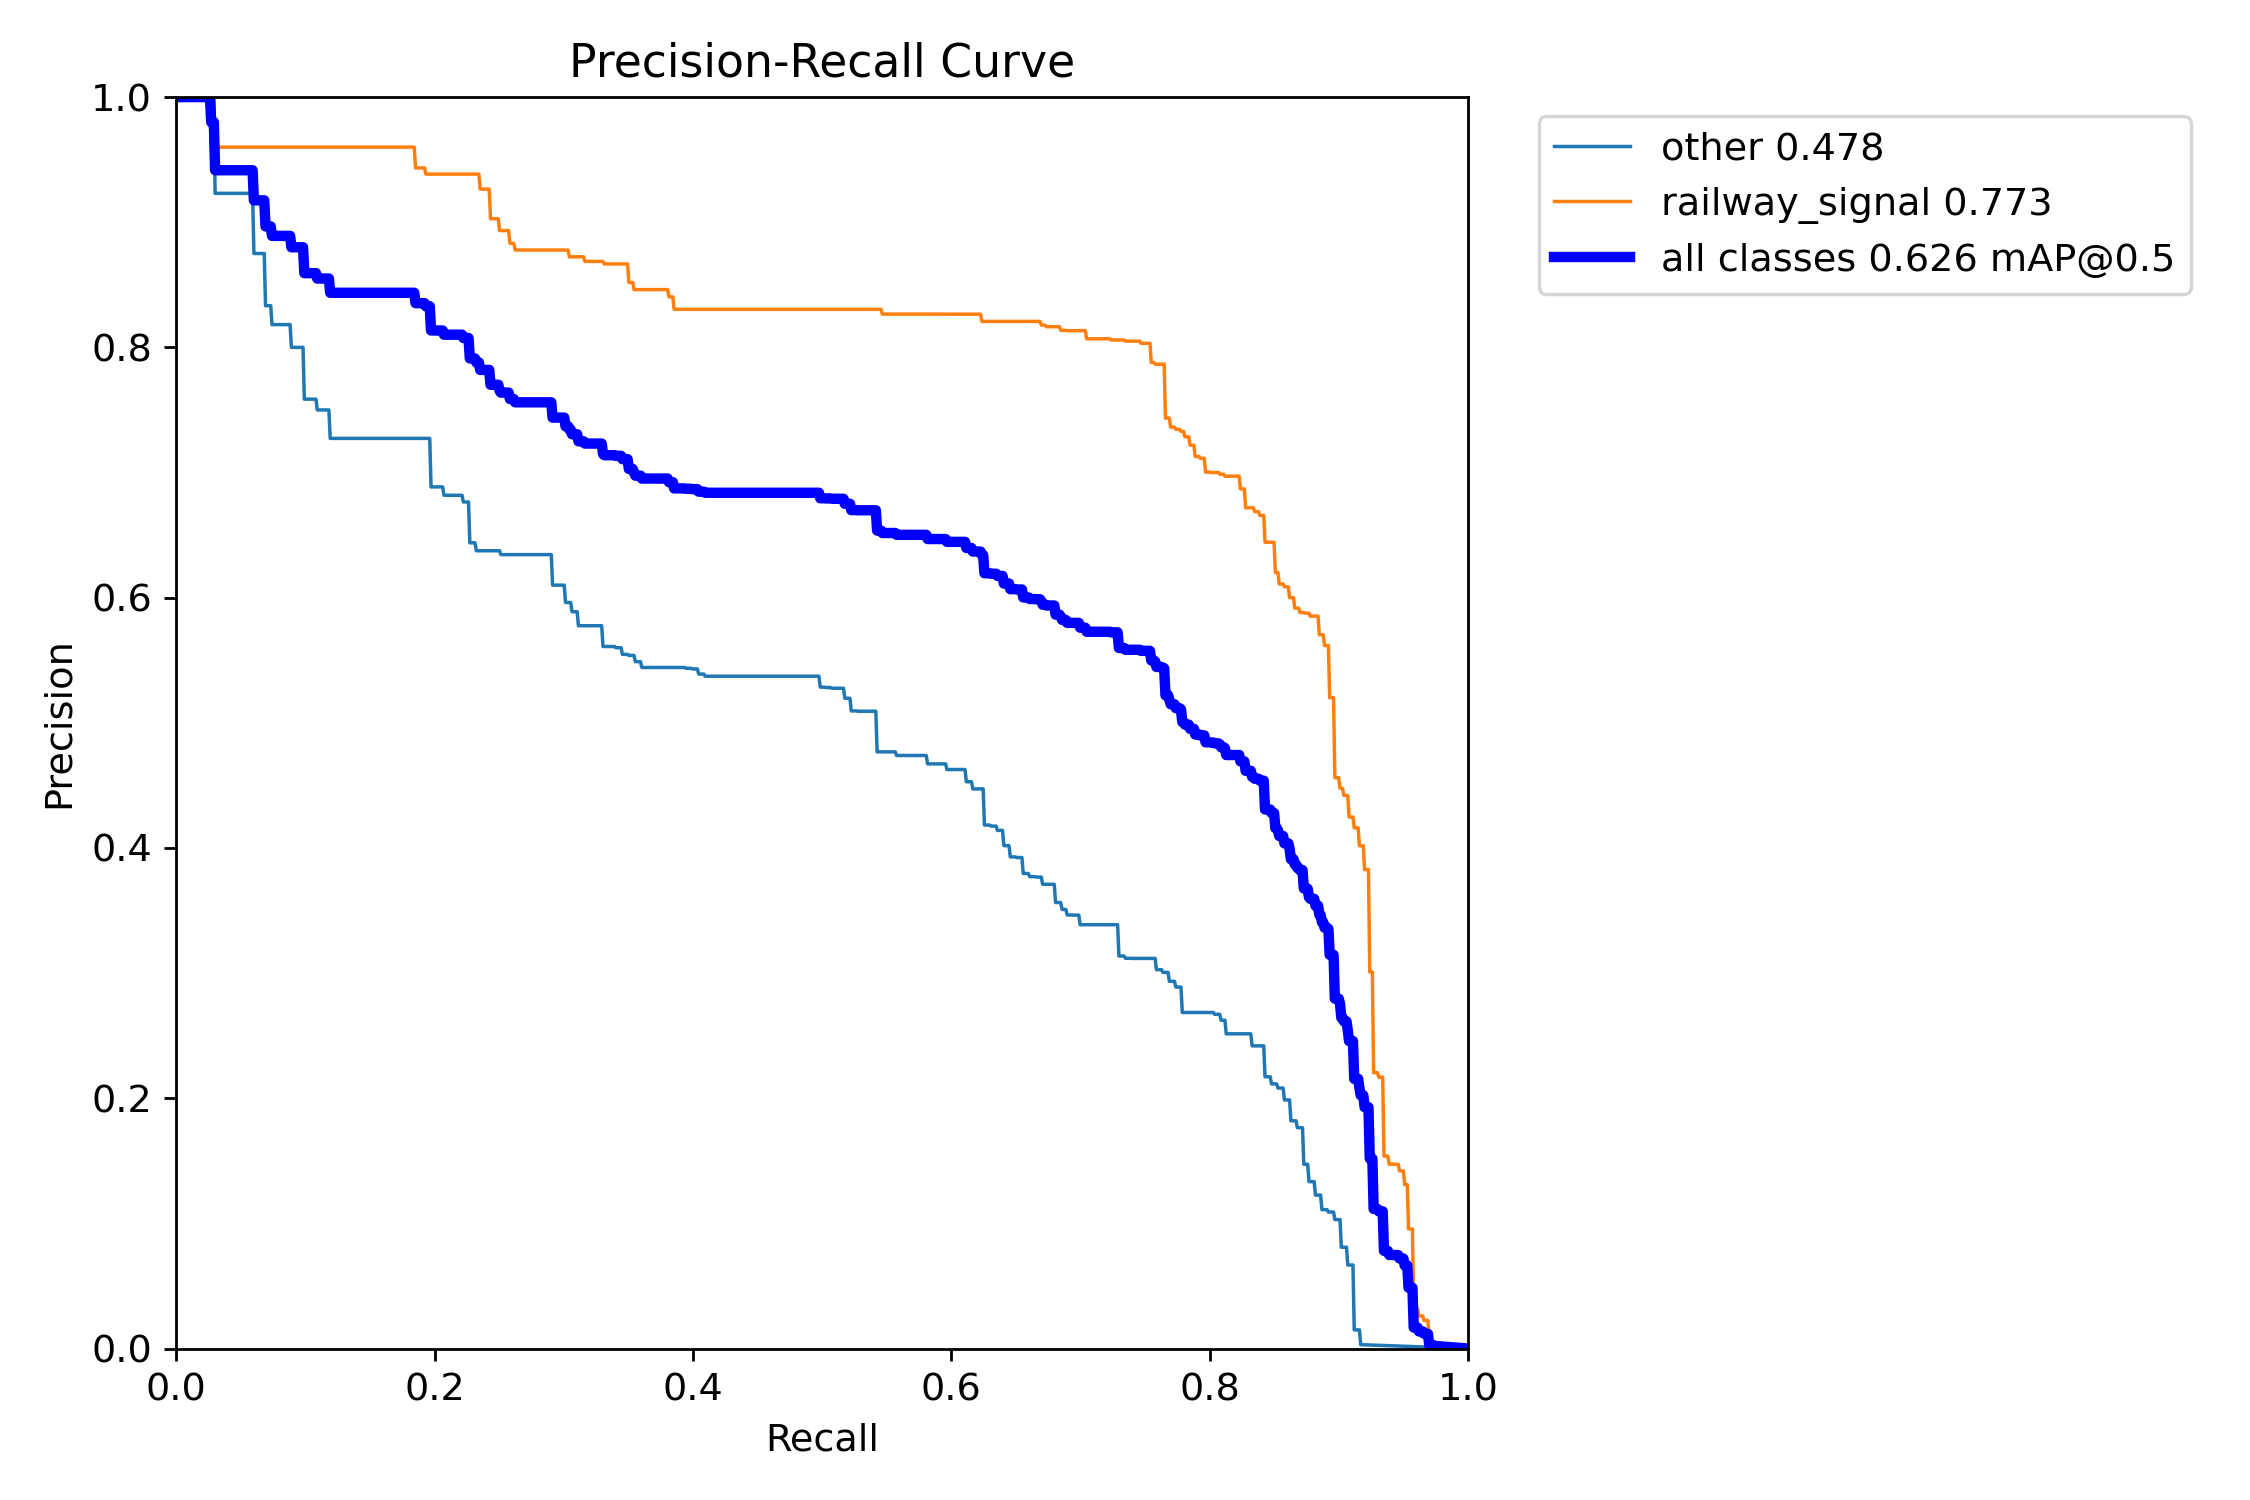 Precision-Recall Curve
1.0
0.8
0.6
0.4
0.2
0.0
Precision
0.0 0.2 0.4 0.6 0.8 1.0
Recall
other 0.478
railway_signal 0.773
all classes 0.626 mAP@0.5